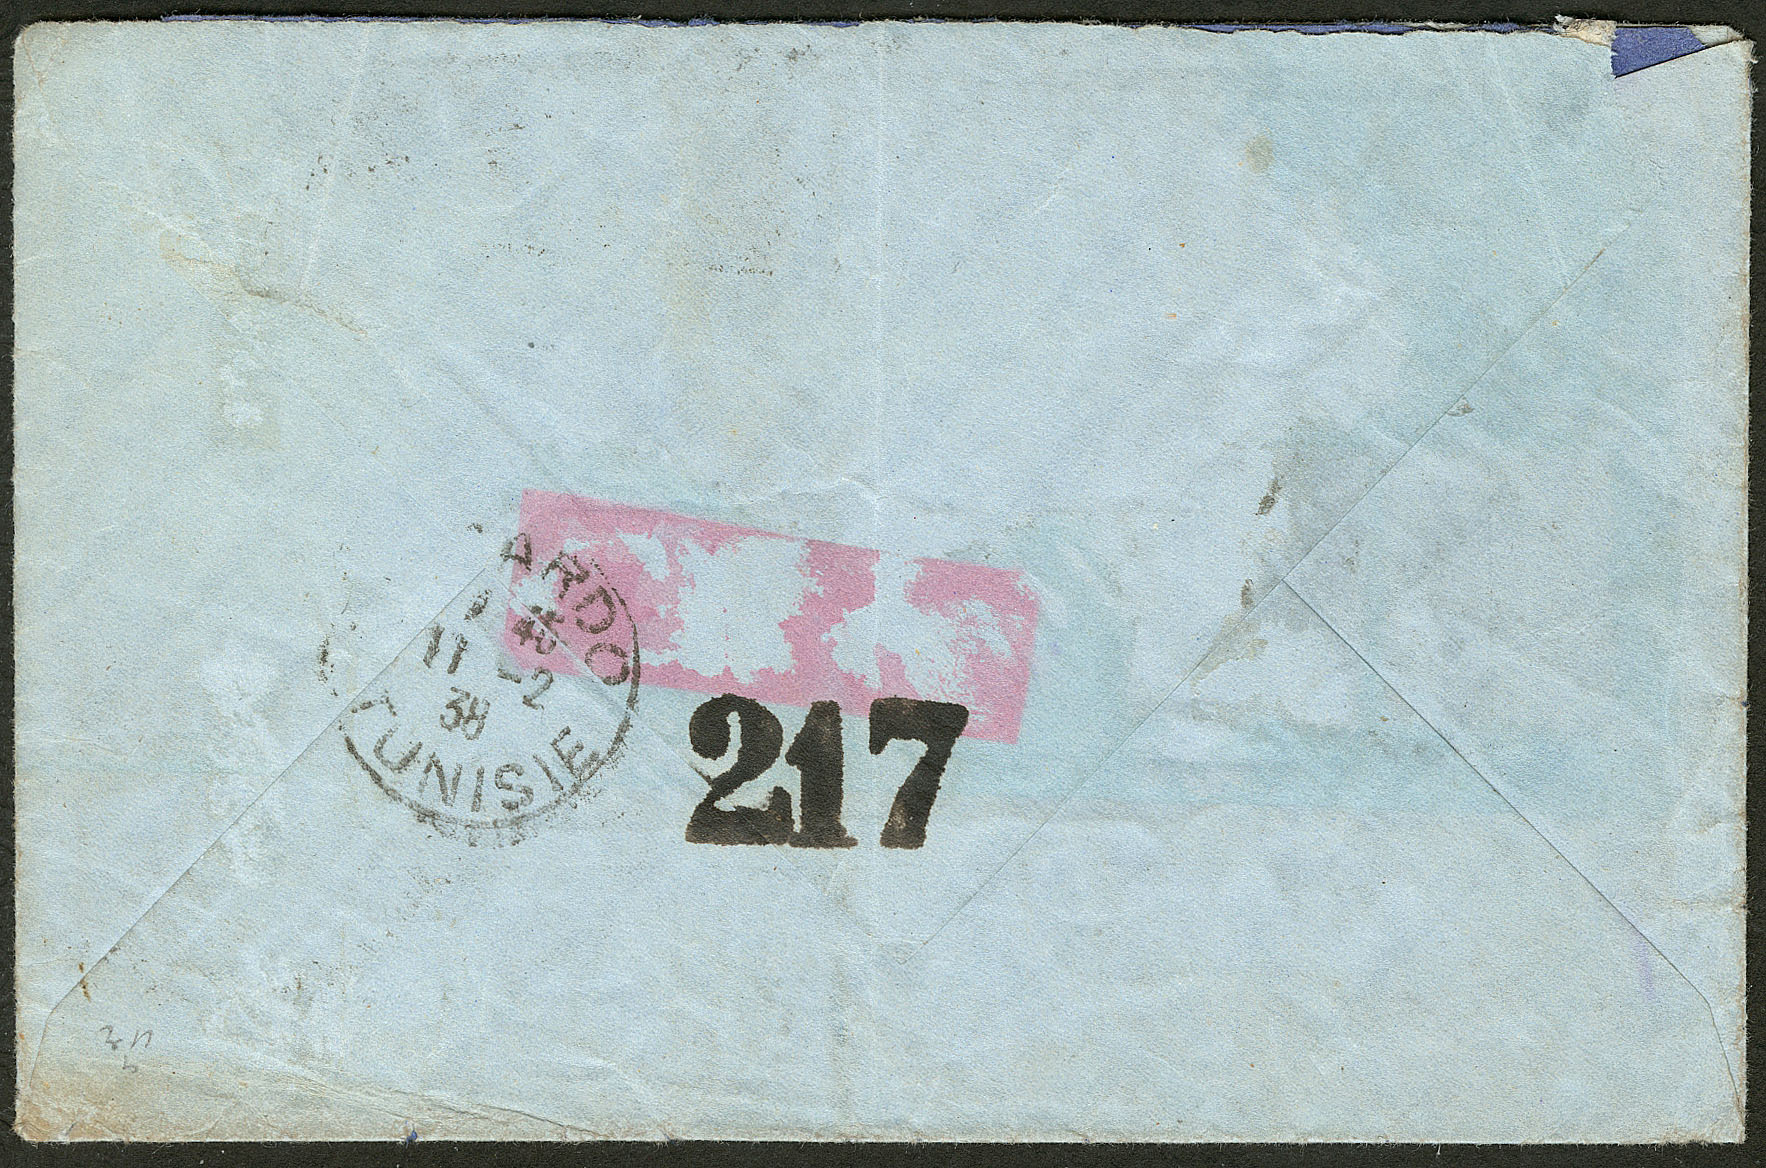 ARDO
11 -2
38
TUNISIE
217